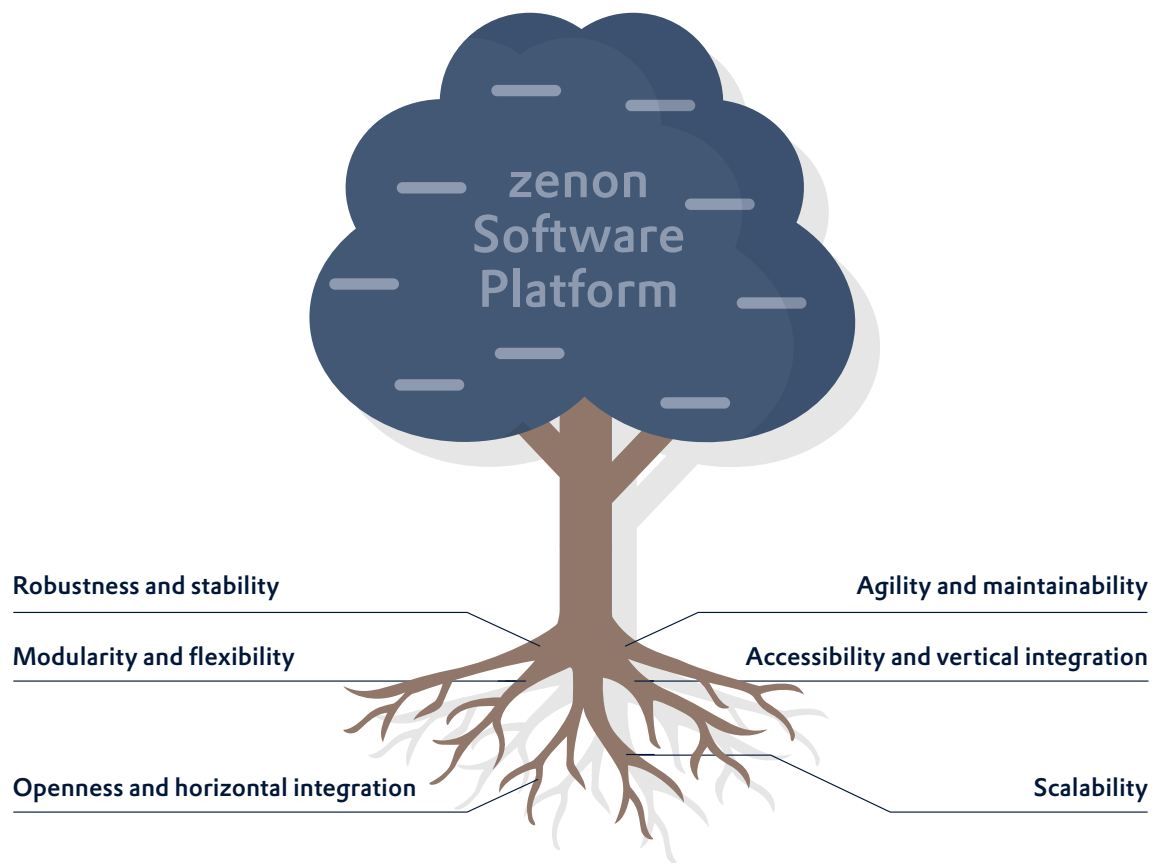 zenon
Software
Platform
Robustness and stability
Agility and maintainability
Modularity and flexibility
Accessibility and vertical integration
Openness and horizontal integration
Scalability